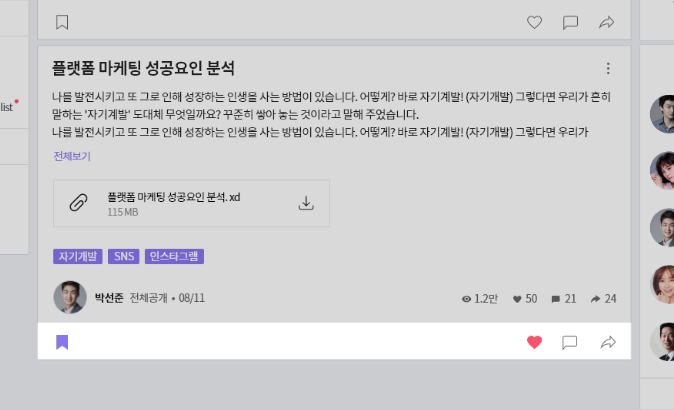 플랫폼 마케팅 성공요인 분석
list
나를 발전시키고 또 그로 인해 성장하는 인생을 사는 방법이 있습니다. 어떻게? 바로 자기계발! (자기개발) 그렇다면 우리가 흔히
말하는 '자기계발' 도대체 무엇일까요? 꾸준히 쌓아 놓는 것이라고 말해 주었습니다.
나를 발전시키고 또 그로 인해 성장하는 인생을 사는 방법이 있습니다. 어떻게? 바로 자기계발! (자기개발) 그렇다면 우리가
전체보기
플랫폼 마케팅 성공요인 분석. xd
115 MB
자기개발 SNS 인스타그램
박선준 전체공개 • 08/11 1.2만 50 21 24